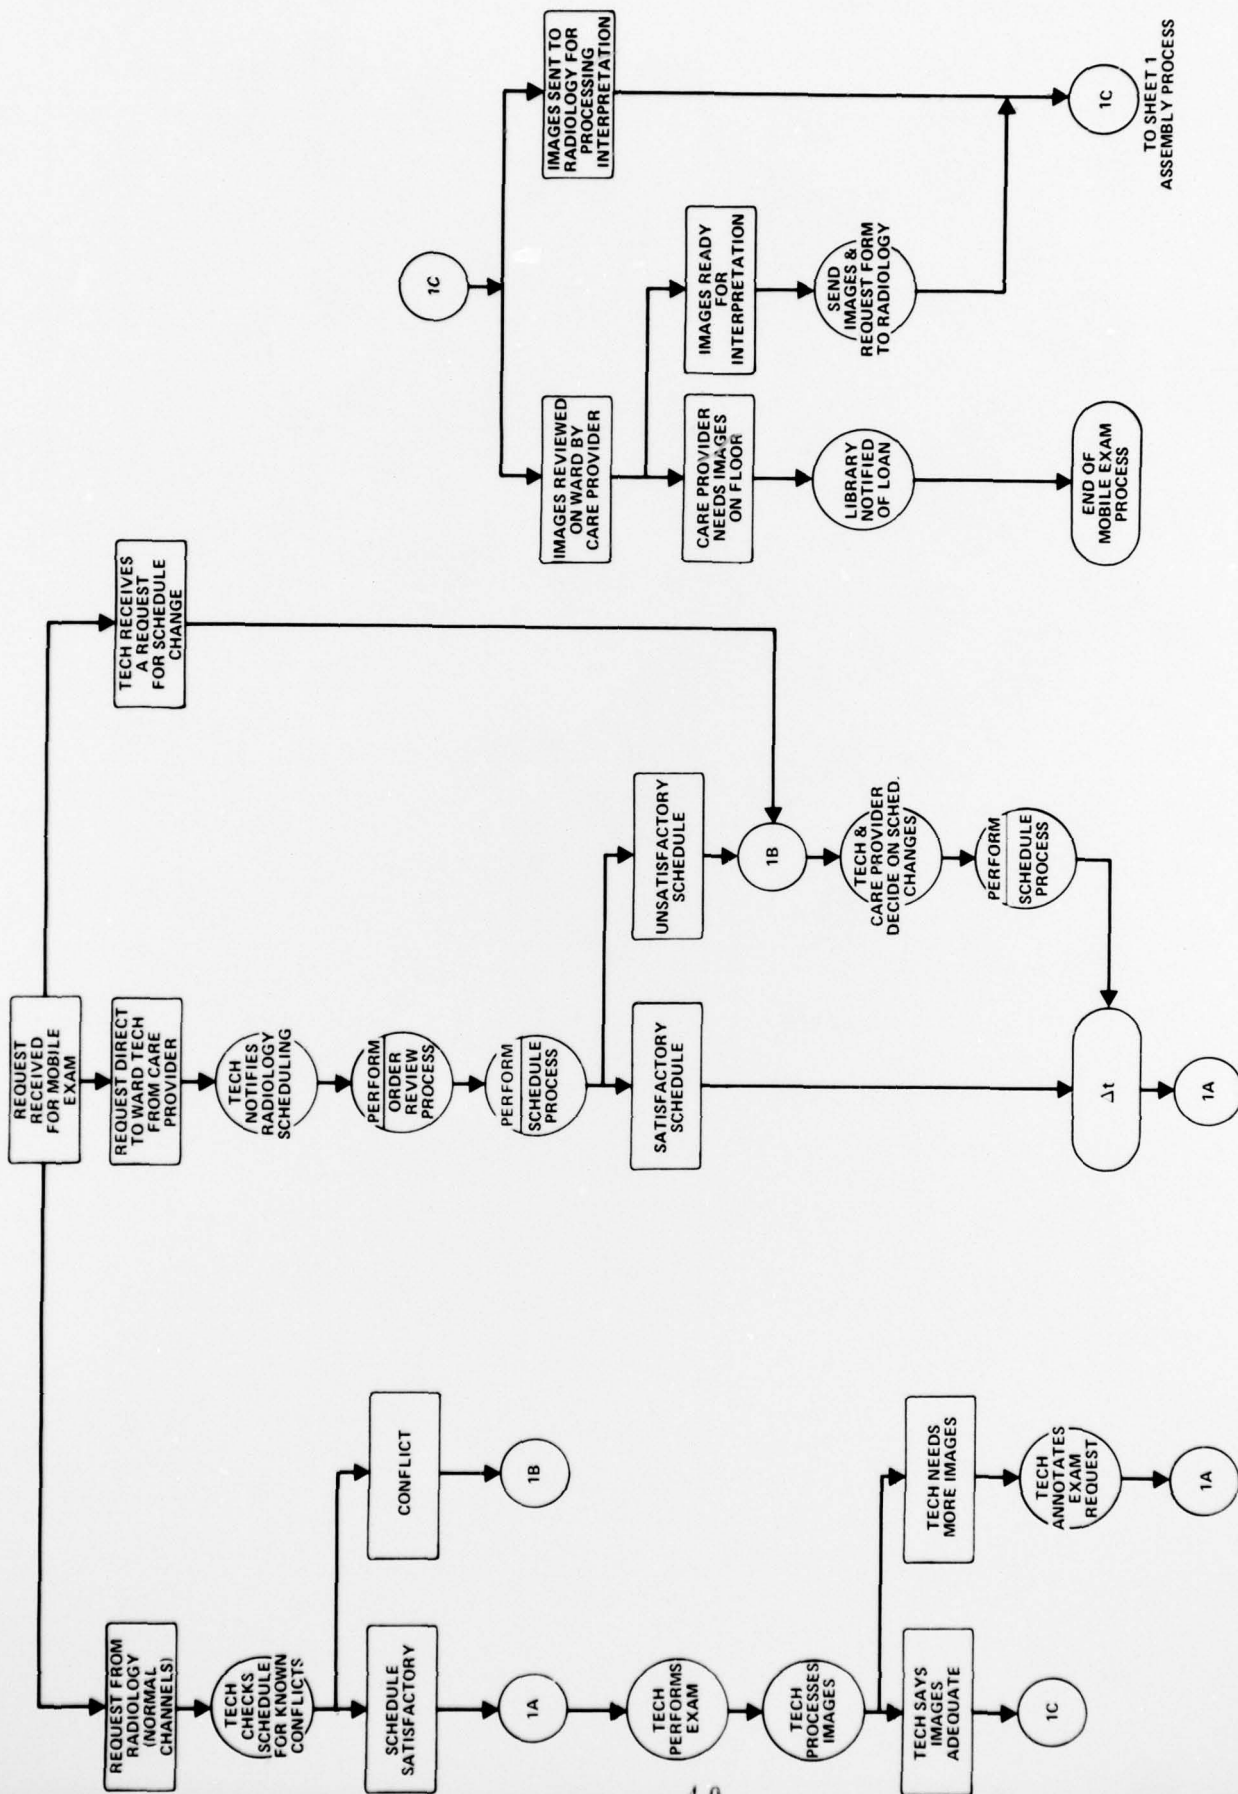 REQUEST
RECEIVED
FOR MOBILE
EXAM
REQUEST FROM
RADIOLOGY
(NORMAL
CHANNELS)
TECH
CHECKS
SCHEDULE
FOR KNOWN
CONFLICTS
SCHEDULE
SATISFACTORY
CONFLICT
1A
1B
TECH
PERFORMS
EXAM
TECH
PROCESSES
IMAGES
TECH SAYS
IMAGES
ADEQUATE
TECH NEEDS
MORE IMAGES
1C
TECH
ANNOTATES
EXAM
REQUEST
1A
REQUEST DIRECT
TO WARD TECH
FROM CARE
PROVIDER
TECH
NOTIFIES
RADIOLOGY
SCHEDULING
PERFORM
ORDER
REVIEW
PROCESS
PERFORM
SCHEDULE
PROCESS
SATISFACTORY
SCHEDULE
UNSATISFACTORY
SCHEDULE
1B
TECH &
CARE PROVIDER
DECIDE ON SCHED.
CHANGES
PERFORM
SCHEDULE
PROCESS
Δt
1A
TECH RECEIVES
A REQUEST
FOR SCHEDULE
CHANGE
1C
IMAGES REVIEWED
ON WARD BY
CARE PROVIDER
IMAGES SENT TO
RADIOLOGY FOR
PROCESSING
INTERPRETATION
CARE PROVIDER
NEEDS IMAGES
ON FLOOR
IMAGES READY
FOR
INTERPRETATION
LIBRARY
NOTIFIED
OF LOAN
SEND
IMAGES &
REQUEST FORM
TO RADIOLOGY
END OF
MOBILE EXAM
PROCESS
1C
TO SHEET 1
ASSEMBLY PROCESS